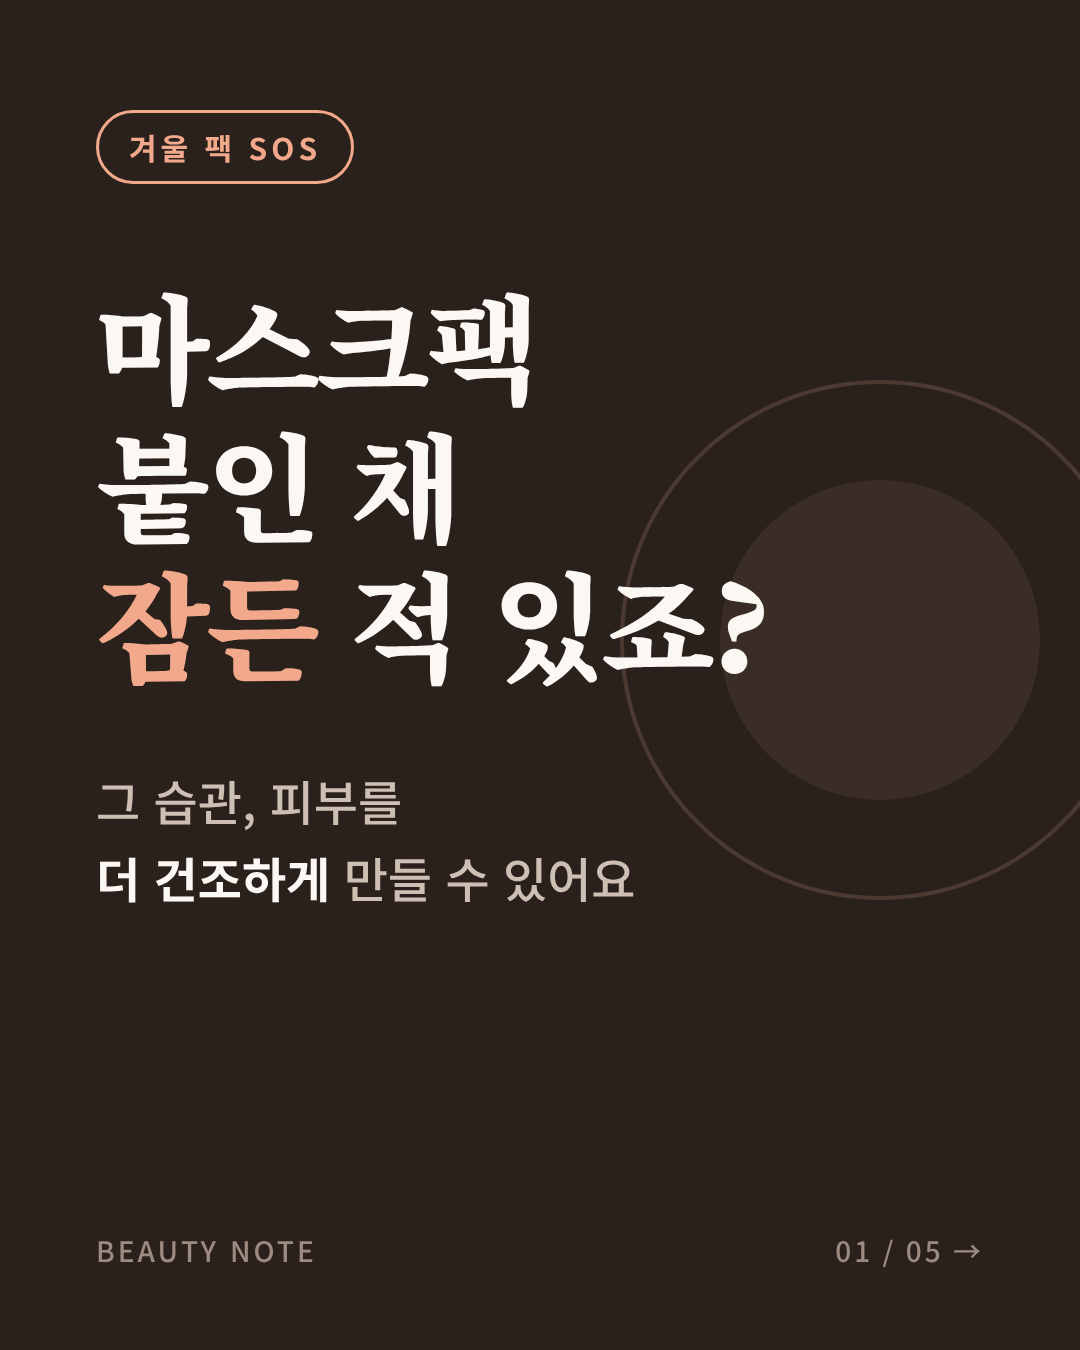 겨울 팩 SOS
마스크팩
붙인 채
잠든 적 있죠?
그 습관, 피부를
더 건조하게 만들 수 있어요
BEAUTY NOTE
01 / 05 →